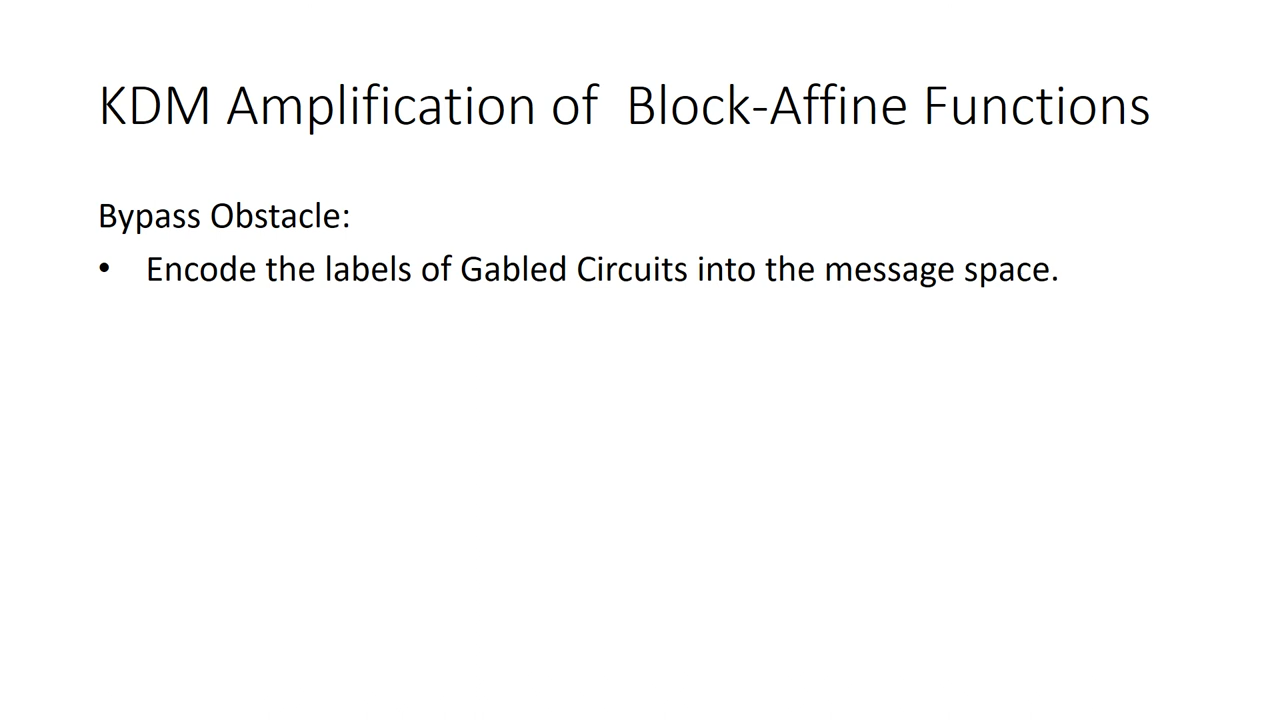 KDM Amplification of  Block-Affine Functions
Bypass Obstacle:
• Encode the labels of Gabled Circuits into the message space.